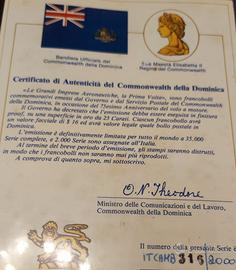 Bandiera Ufficiale del
Commonwealth della Dominica
Sua Maestà Elisabetta II
Regina del Commonwealth
Certificato di Autenticità del Commonwealth della Dominica
«Le Grandi Imprese Aeronautiche, la Prima Volta», sono francobolli
commemorativi emessi dal Governo e dal Servizio Postale del Commonwealth
della Dominica, in occasione del 75esimo Anniversario del volo a motore.
Il Governo ha decretato che l'emissione debba essere eseguita in finitura
proof, su una superficie in oro da 23 Carati. Ciascun francobollo avrà
un valore facciale di $ 16 ed avrà valore legale quale bollo postale in
Dominica.
L'emissione è definitivamente limitata per tutto il mondo a 35.000
Serie complete, e 2.000 Serie sono assegnate all'Italia.
Al termine del breve periodo d'emissione, gli stampi saranno distrutti,
in modo che i francobolli non saranno mai più riprodotti.
A comprova di quanto sopra, mi sottoscrivo.
O. N. Theodore
Ministro delle Comunicazioni e del Lavoro,
Commonwealth della Dominica
Il numero della presente
ITCAMB 316 2000